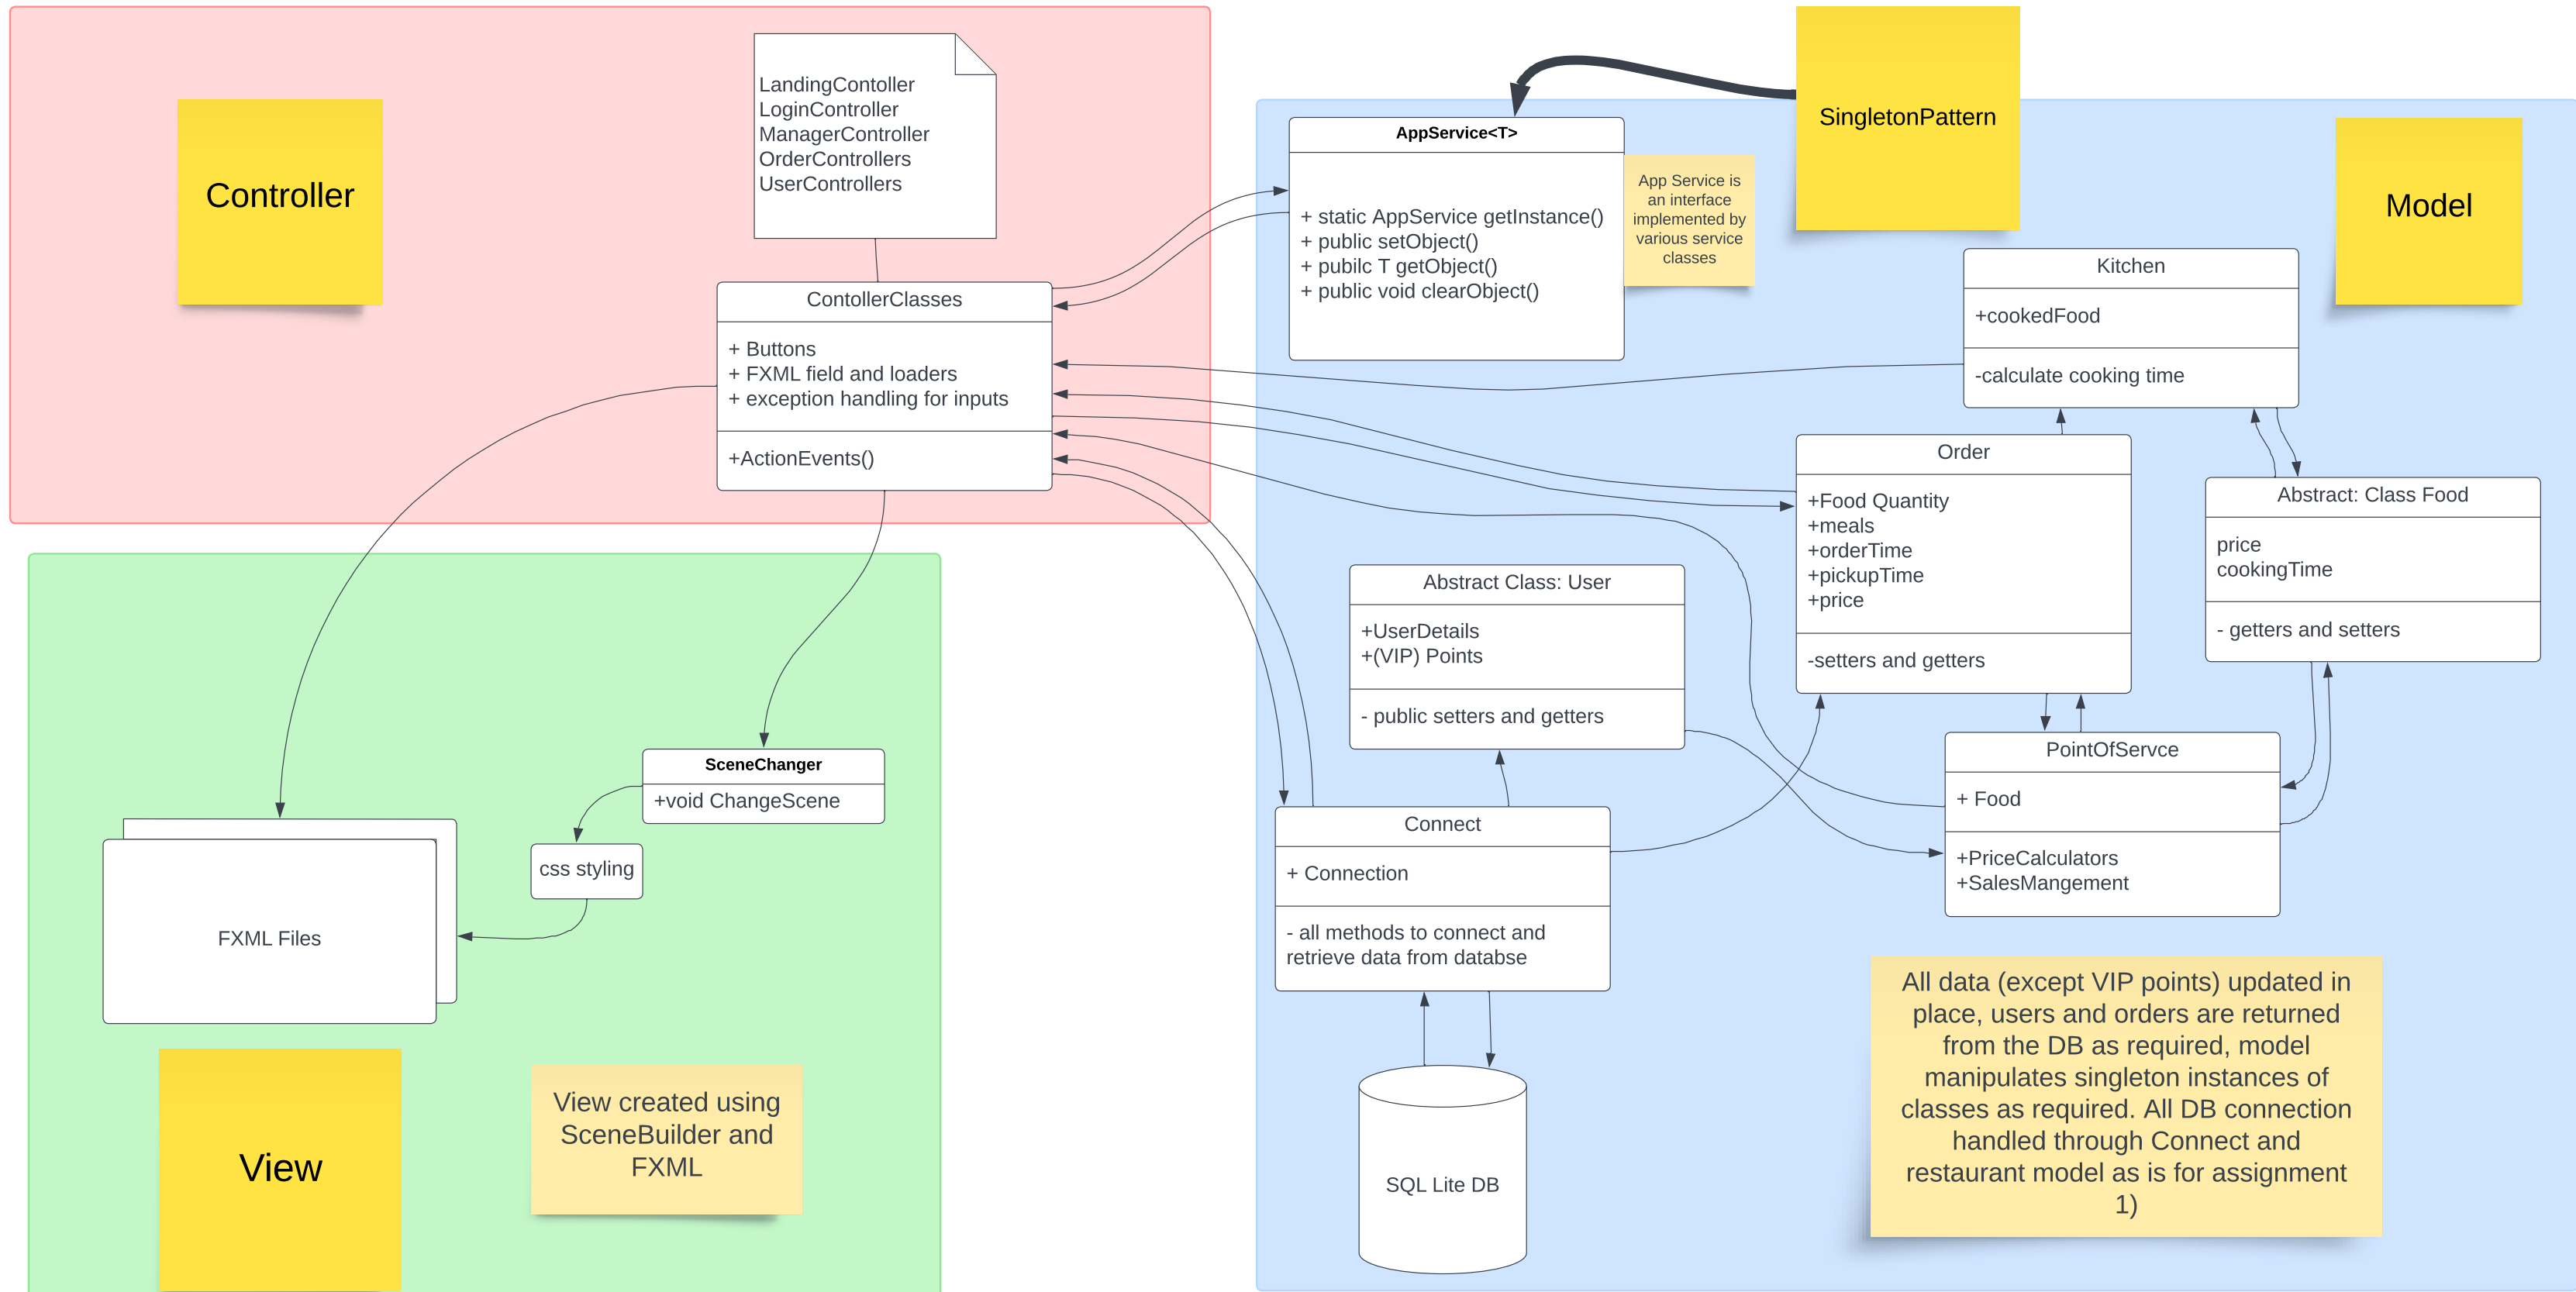 Controller
LandingContoller
LoginController
ManagerController
OrderControllers
UserControllers
ContollerClasses
+ Buttons
+ FXML field and loaders
+ exception handling for inputs
+ActionEvents()
SingletonPattern
Model
AppService<T>
+ static AppService getInstance()
+ public setObject()
+ pubilc T getObject()
+ public void clearObject()
App Service is
an interface
implemented by
various service
classes
Kitchen
+cookedFood
-calculate cooking time
Order
+Food Quantity
+meals
+orderTime
+pickupTime
+price
-setters and getters
Abstract: Class Food
price
cookingTime
- getters and setters
Abstract Class: User
+UserDetails
+(VIP) Points
- public setters and getters
PointOfServce
+ Food
+PriceCalculators
+SalesMangement
Connect
+ Connection
- all methods to connect and
retrieve data from databse
SQL Lite DB
All data (except VIP points) updated in
place, users and orders are returned
from the DB as required, model
manipulates singleton instances of
classes as required. All DB connection
handled through Connect and
restaurant model as is for assignment
1)
SceneChanger
+void ChangeScene
css styling
FXML Files
View
View created using
SceneBuilder and
FXML